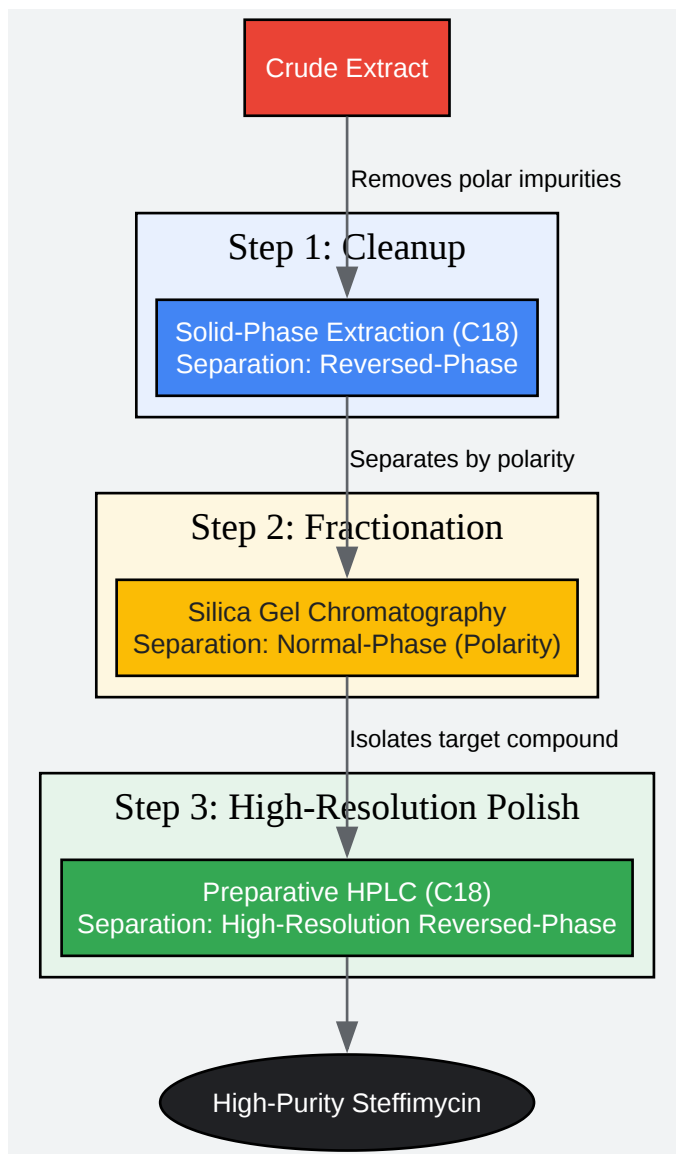 Crude Extract
Removes polar impurities
Step 1: Cleanup
Solid-Phase Extraction (C18)
Separation: Reversed-Phase
Separates by polarity
Step 2: Fractionation
Silica Gel Chromatography
Separation: Normal-Phase (Polarity)
Isolates target compound
Step 3: High-Resolution Polish
Preparative HPLC (C18)
Separation: High-Resolution Reversed-Phase
High-Purity Steffimycin